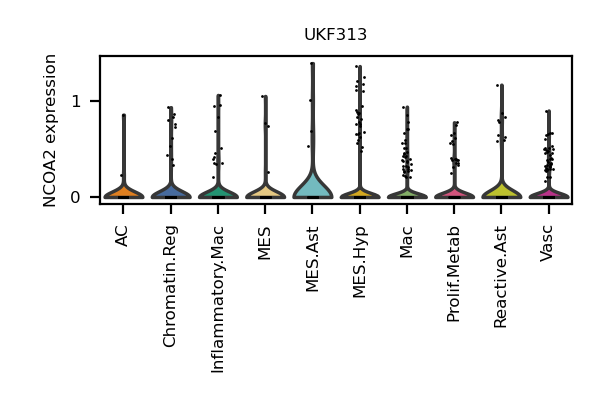 UKF313
NCOA2 expression
1
0
AC
Chromatin.Reg
Inflammatory.Mac
MES
MES.Ast
MES.Hyp
Mac
Prolif.Metab
Reactive.Ast
Vasc